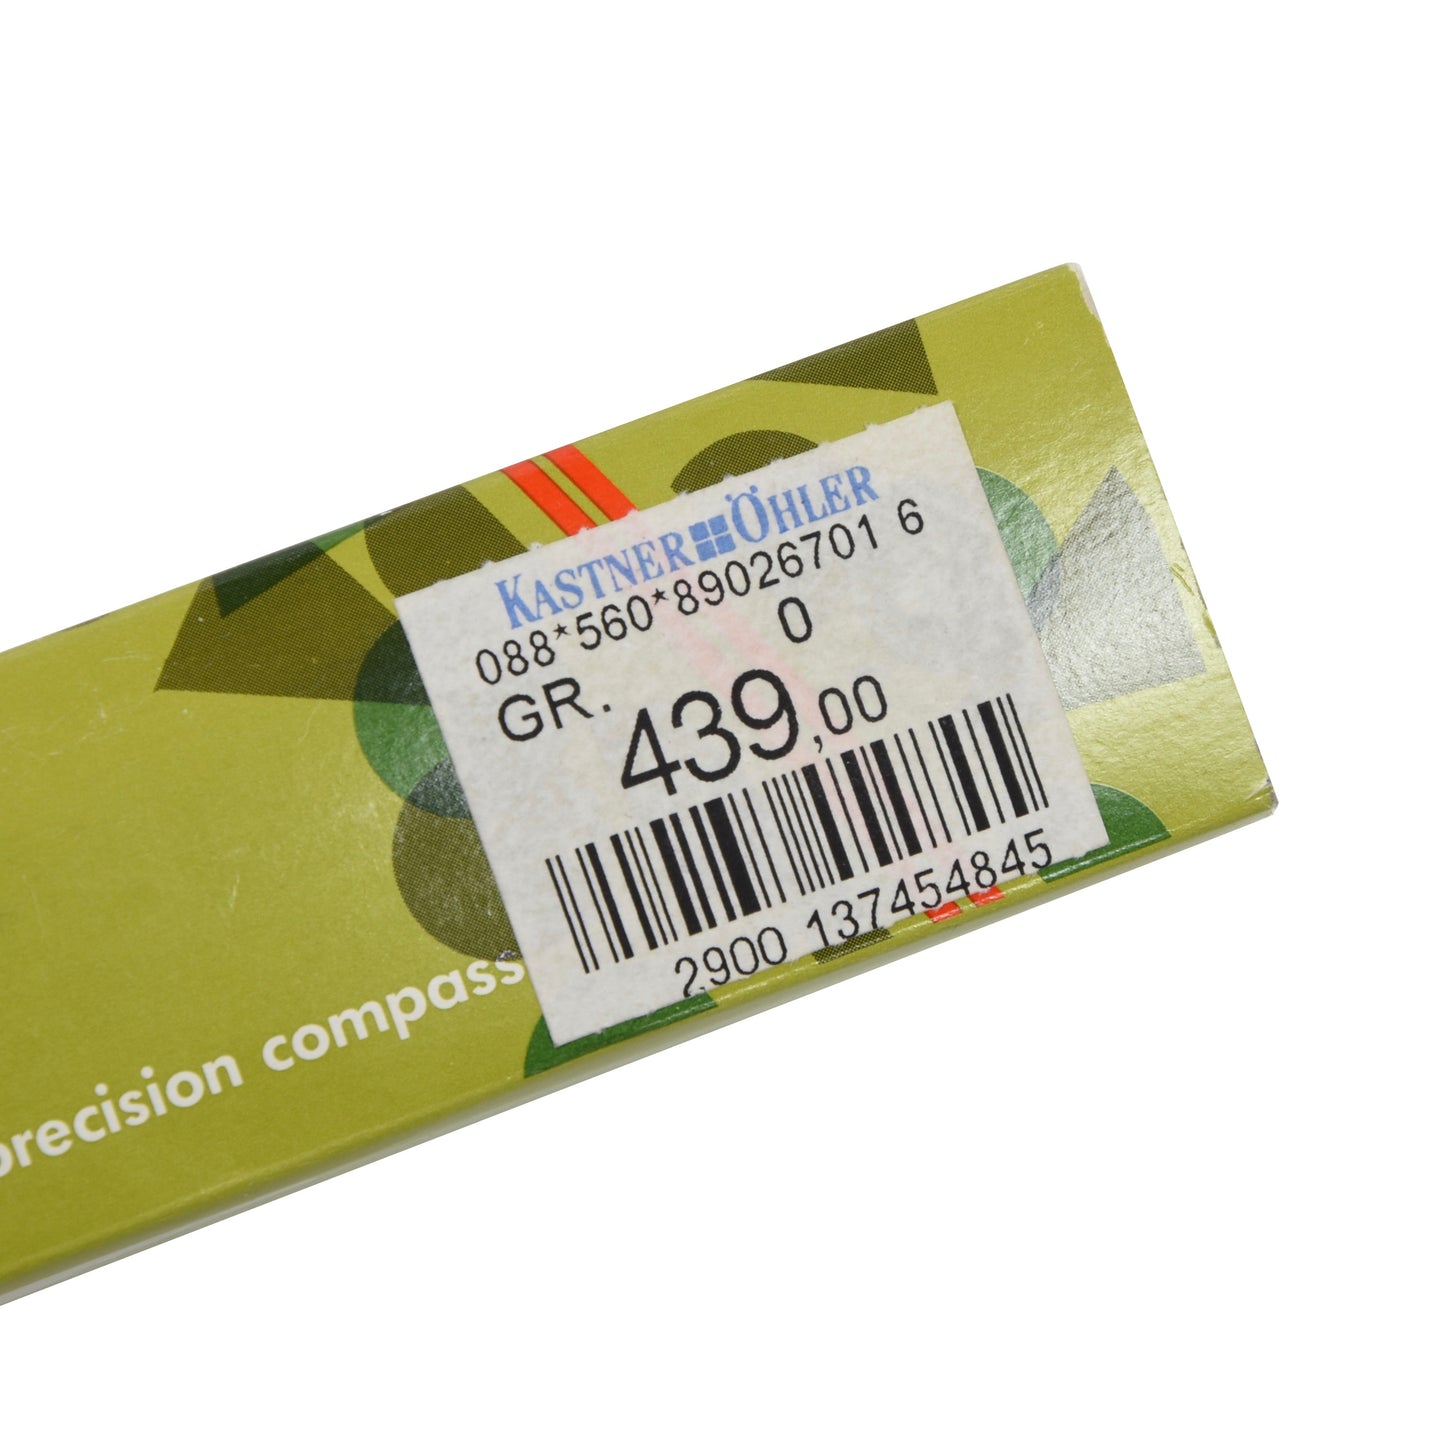 KASTNER ÖHLER
088*560*89026701 6
0
GR.
439,00
2900 137454845
precision compass